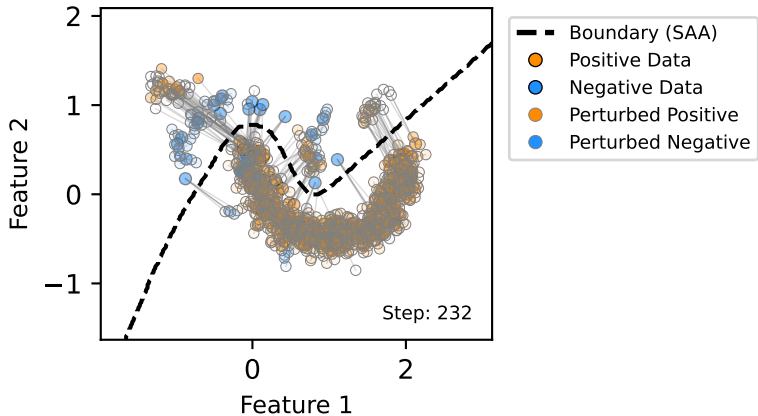 2
1
0
−1
0
2
Feature 2
Feature 1
Step: 232
Boundary (SAA)
Positive Data
Negative Data
Perturbed Positive
Perturbed Negative